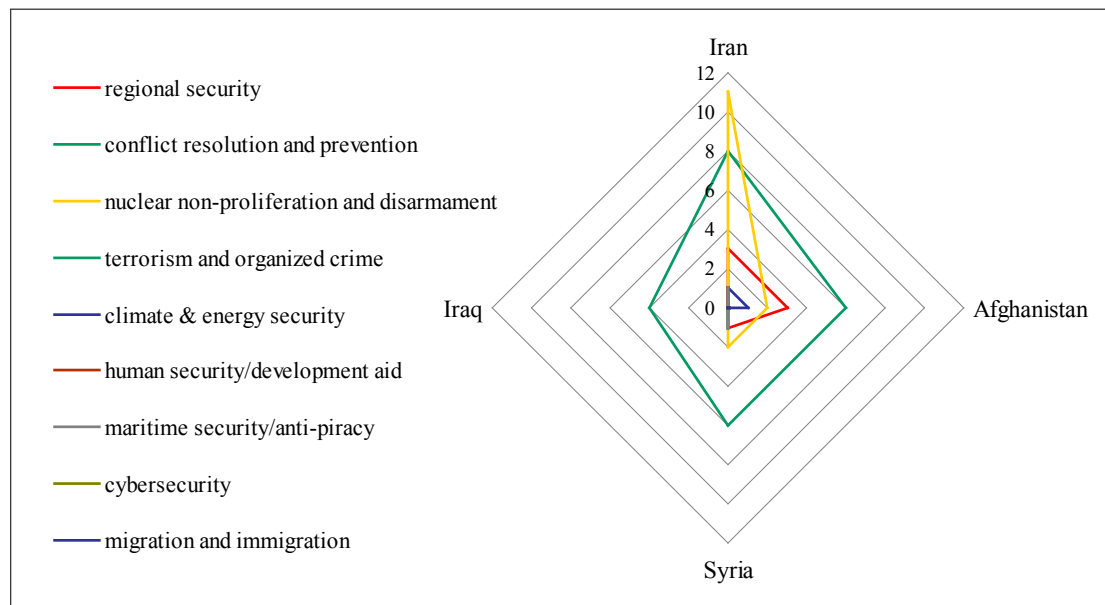 Iran
12
10
8
6
4
2
0
regional security
conflict resolution and prevention
nuclear non-proliferation and disarmament
terrorism and organized crime
climate & energy security
human security/development aid
maritime security/anti-piracy
cybersecurity
migration and immigration
Iraq
Afghanistan
Syria